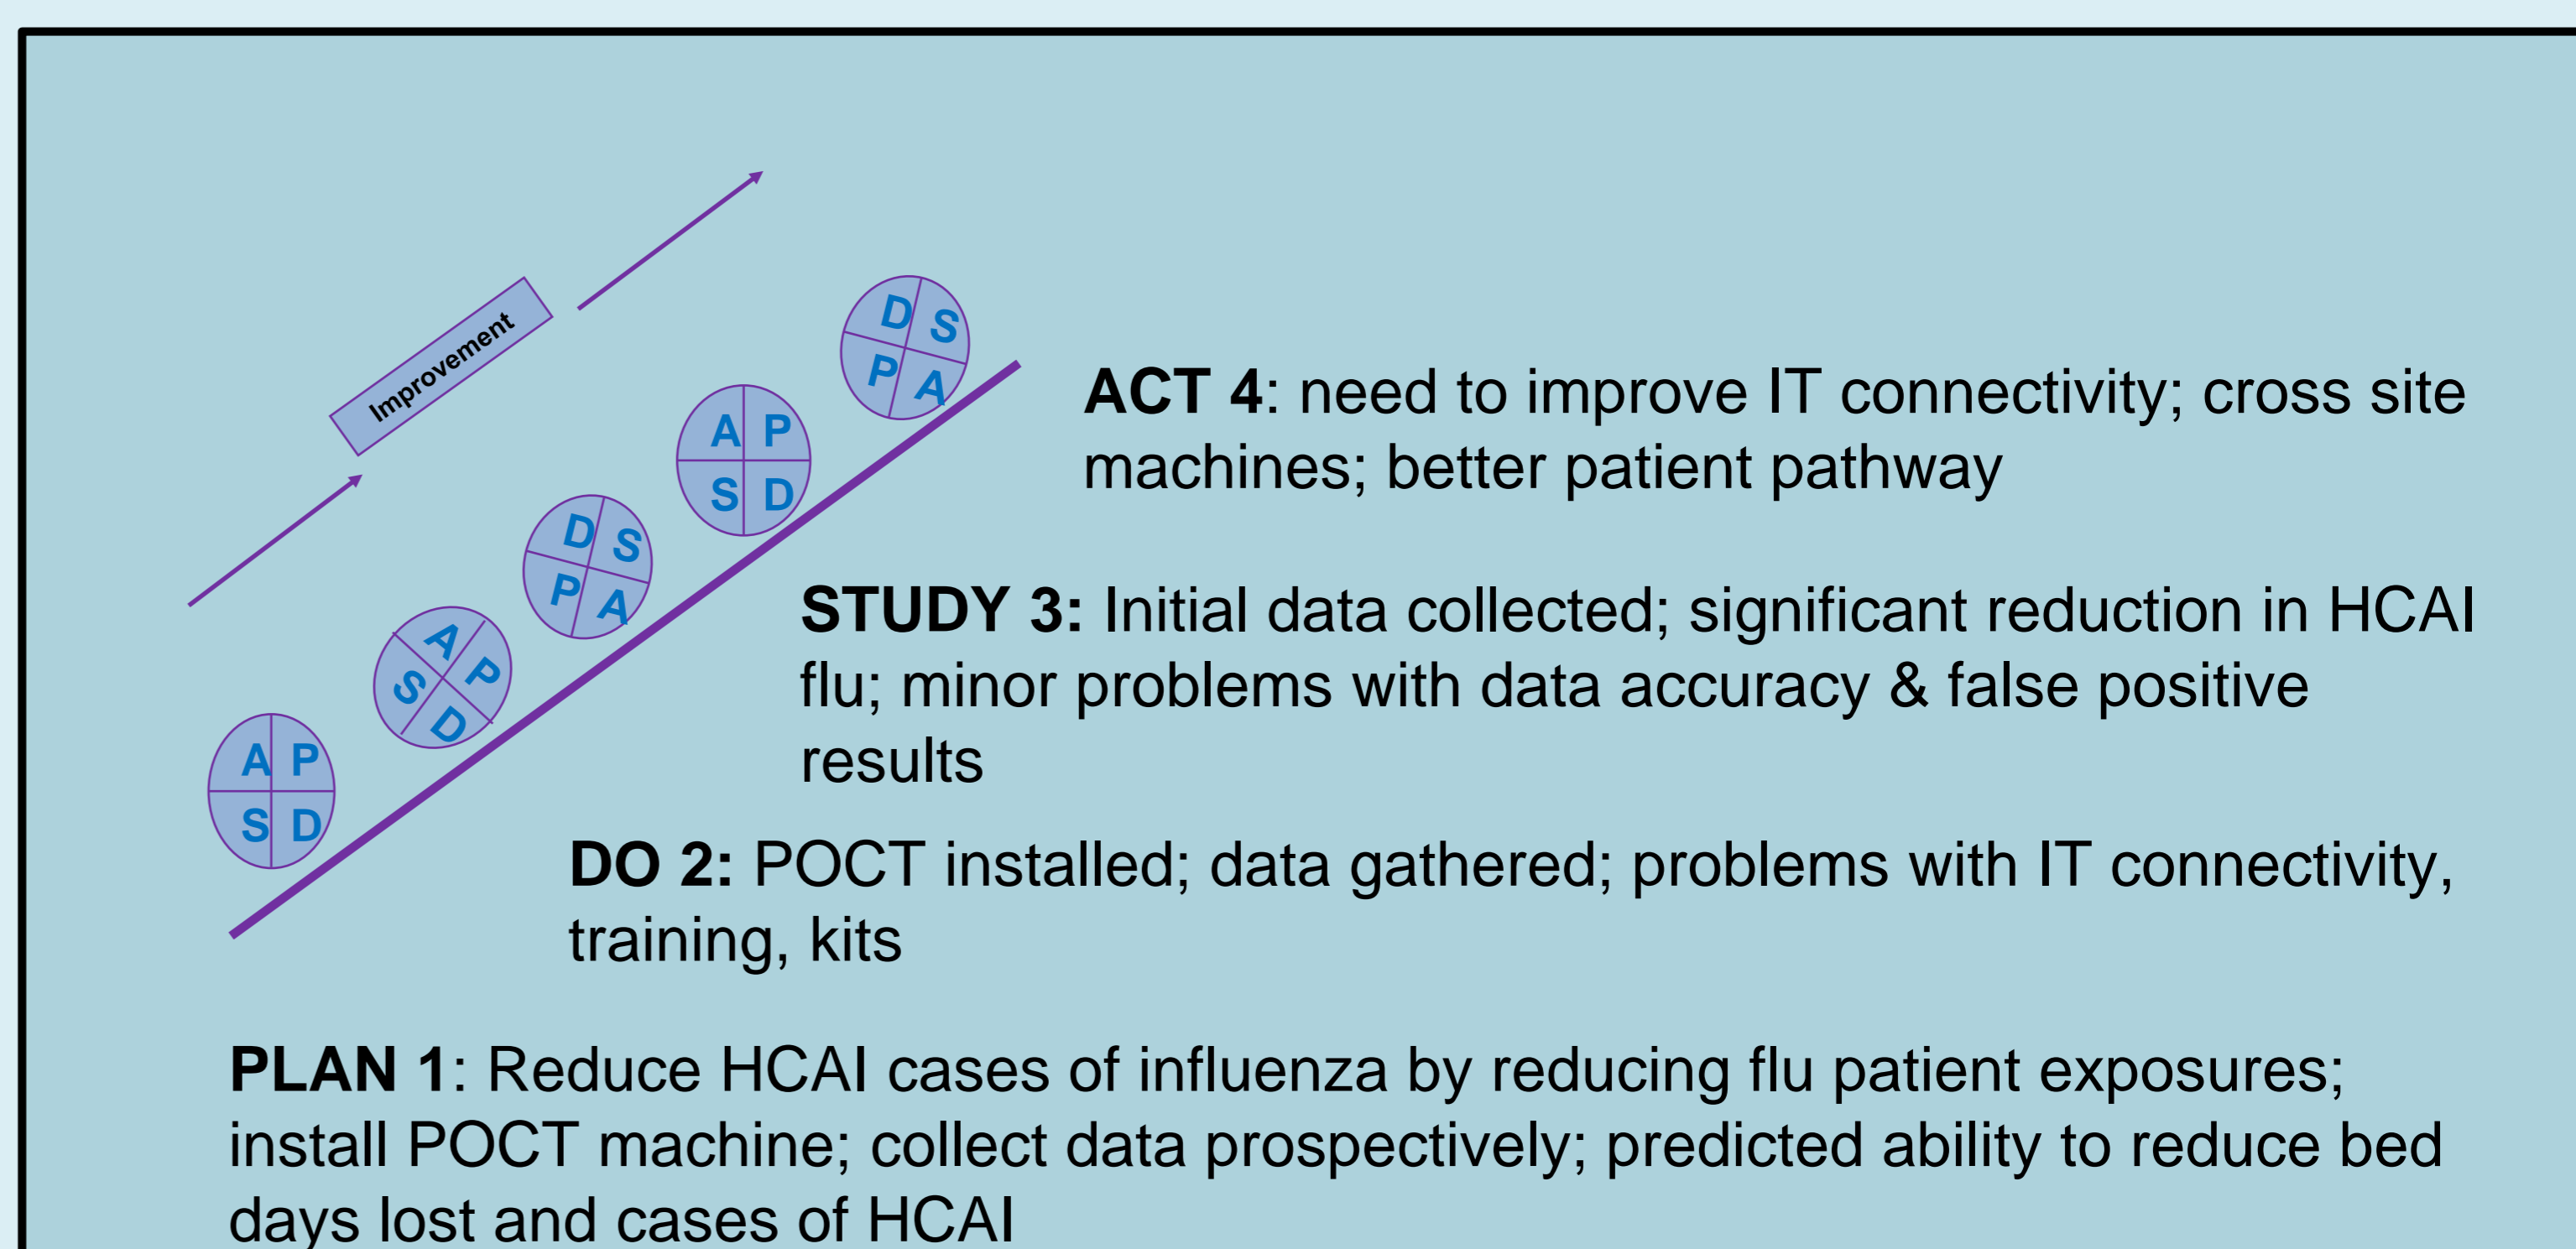 Improvement
D S
P A
A P
S D
D S
P A
A P
S D
A P
S D
ACT 4: need to improve IT connectivity; cross site
machines; better patient pathway
STUDY 3: Initial data collected; significant reduction in HCAI
flu; minor problems with data accuracy & false positive
results
DO 2: POCT installed; data gathered; problems with IT connectivity,
training, kits
PLAN 1: Reduce HCAI cases of influenza by reducing flu patient exposures;
install POCT machine; collect data prospectively; predicted ability to reduce bed
days lost and cases of HCAI